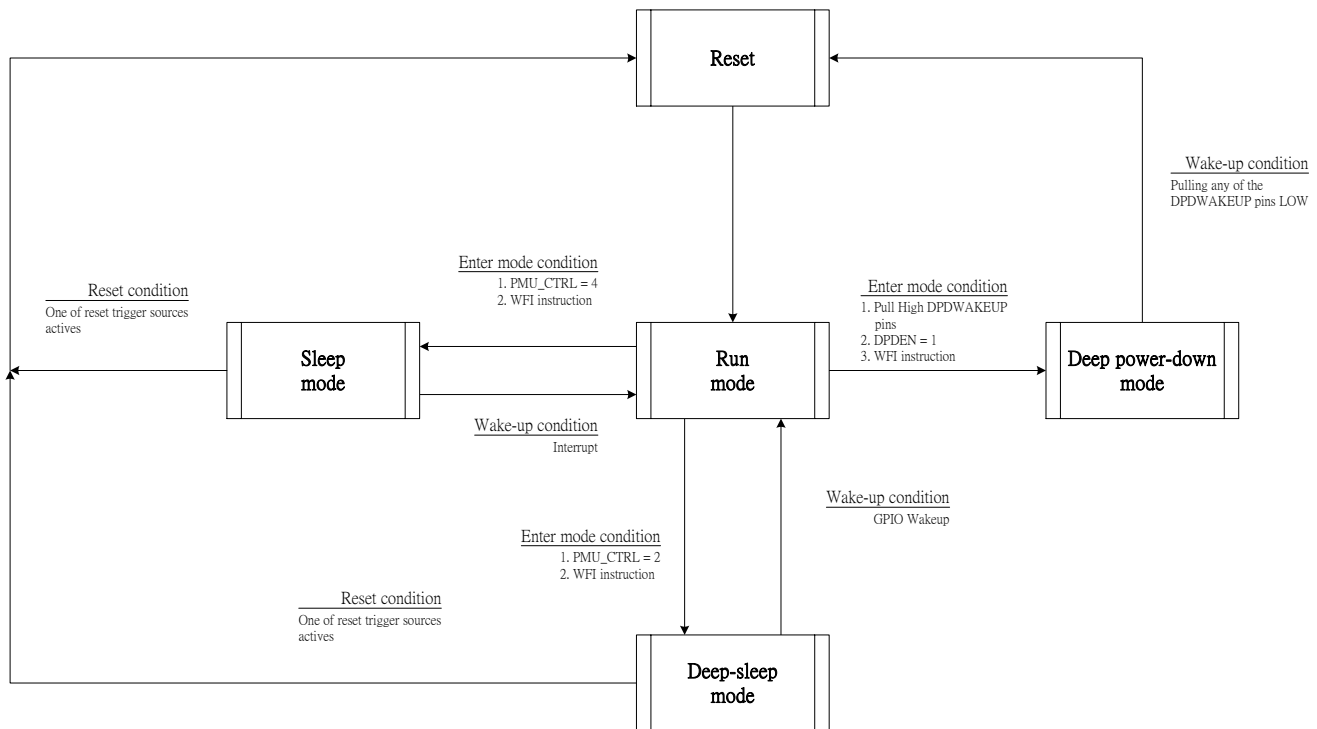 Reset
Wake-up condition
Pulling any of the
DPDWAKEUP pins LOW
Enter mode condition
1. PMU_CTRL = 4
2. WFI instruction
Reset condition
One of reset trigger sources
actives
Enter mode condition
1. Pull High DPDWAKEUP
pins
2. DPDEN = 1
3. WFI instruction
Sleep
mode
Run
mode
Deep power-down
mode
Wake-up condition
Interrupt
Wake-up condition
GPIO Wakeup
Enter mode condition
1. PMU_CTRL = 2
2. WFI instruction
Reset condition
One of reset trigger sources
actives
Deep-sleep
mode